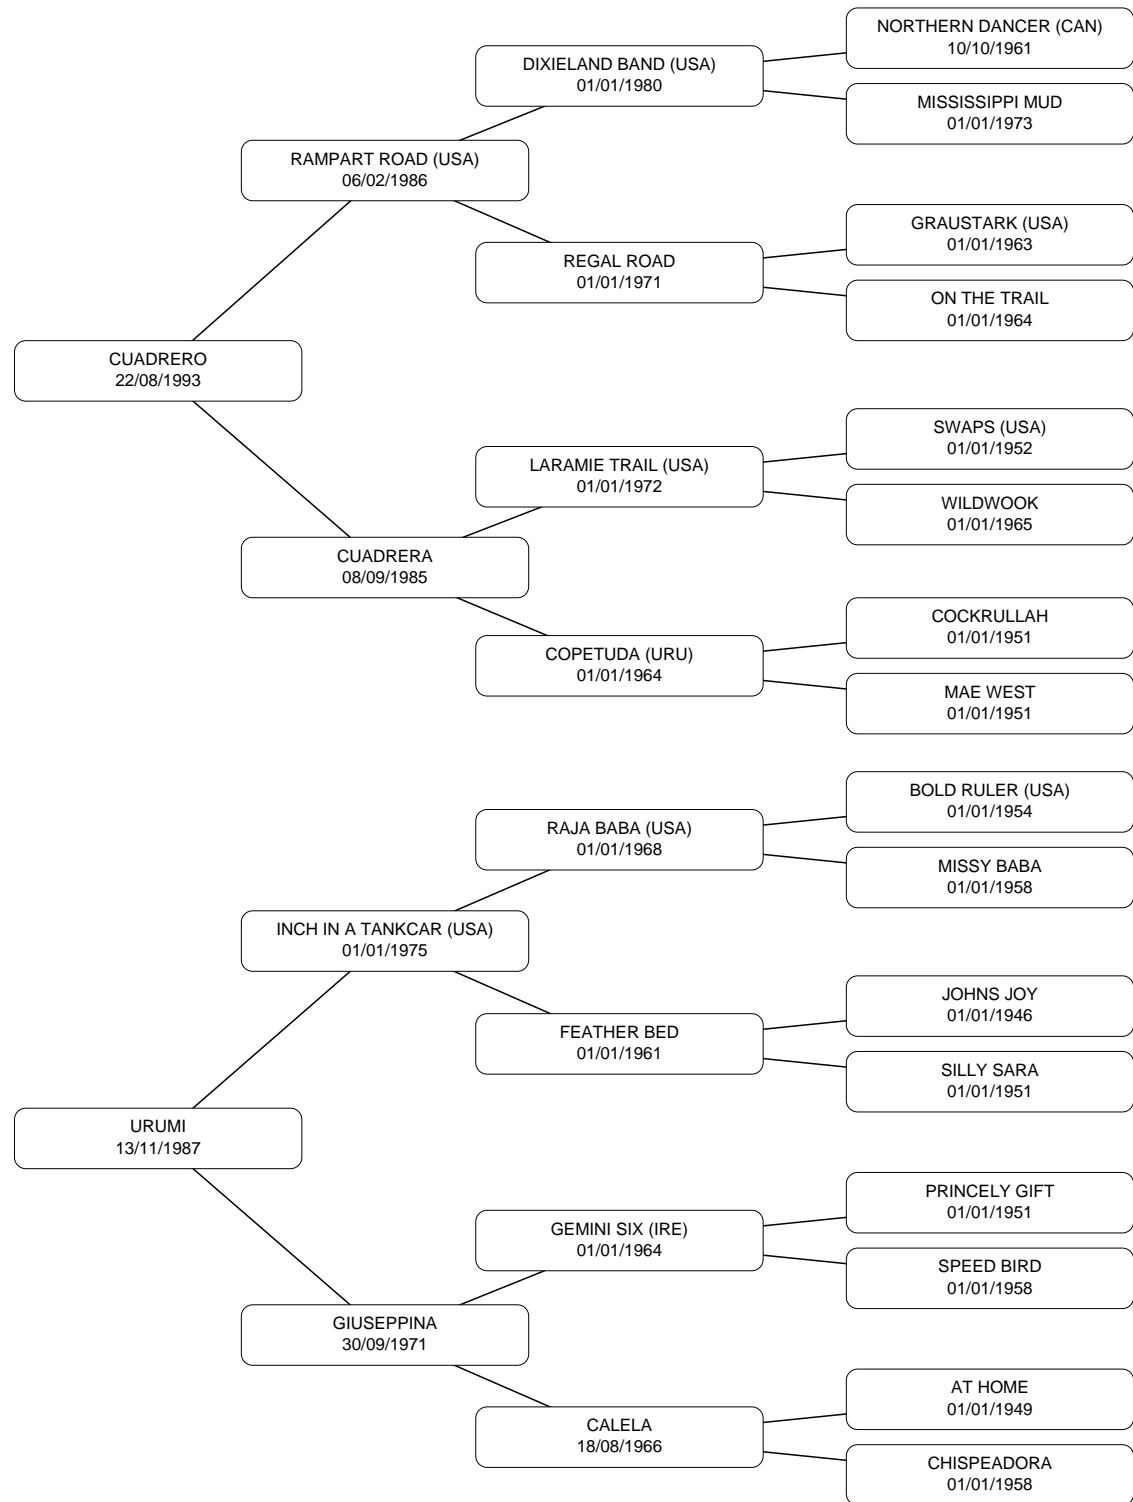 NORTHERN DANCER (CAN)
10/10/1961
DIXIELAND BAND (USA)
01/01/1980
MISSISSIPPI MUD
01/01/1973
RAMPART ROAD (USA)
06/02/1986
GRAUSTARK (USA)
01/01/1963
REGAL ROAD
01/01/1971
ON THE TRAIL
01/01/1964
CUADRERO
22/08/1993
SWAPS (USA)
01/01/1952
LARAMIE TRAIL (USA)
01/01/1972
WILDWOOK
01/01/1965
CUADRERA
08/09/1985
COCKRULLAH
01/01/1951
COPETUDA (URU)
01/01/1964
MAE WEST
01/01/1951
BOLD RULER (USA)
01/01/1954
RAJA BABA (USA)
01/01/1968
MISSY BABA
01/01/1958
INCH IN A TANKCAR (USA)
01/01/1975
JOHNS JOY
01/01/1946
FEATHER BED
01/01/1961
SILLY SARA
01/01/1951
URUMI
13/11/1987
PRINCELY GIFT
01/01/1951
GEMINI SIX (IRE)
01/01/1964
SPEED BIRD
01/01/1958
GIUSEPPINA
30/09/1971
AT HOME
01/01/1949
CALELA
18/08/1966
CHISPEADORA
01/01/1958